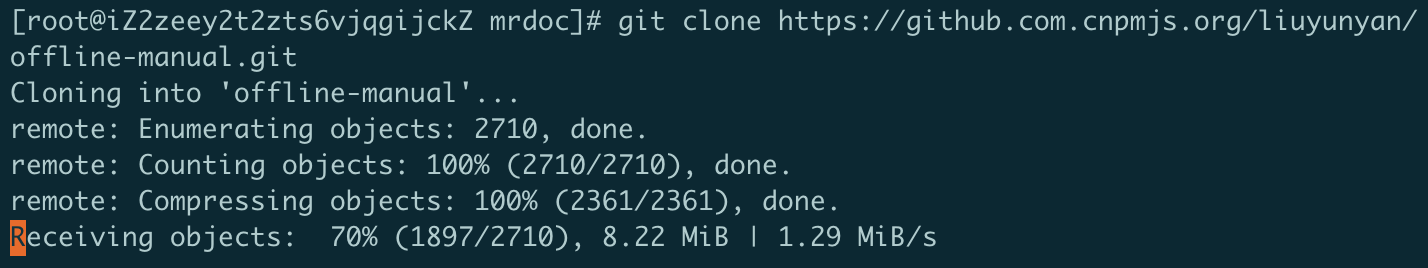 [root@iZ2zeey2t2zts6vjqgijckZ mrdoc]# git clone https://github.com.cnpmjs.org/liuyunyan/
offline-manual.git
Cloning into 'offline-manual'...
remote: Enumerating objects: 2710, done.
remote: Counting objects: 100% (2710/2710), done.
remote: Compressing objects: 100% (2361/2361), done.
Receiving objects:  70% (1897/2710), 8.22 MiB | 1.29 MiB/s